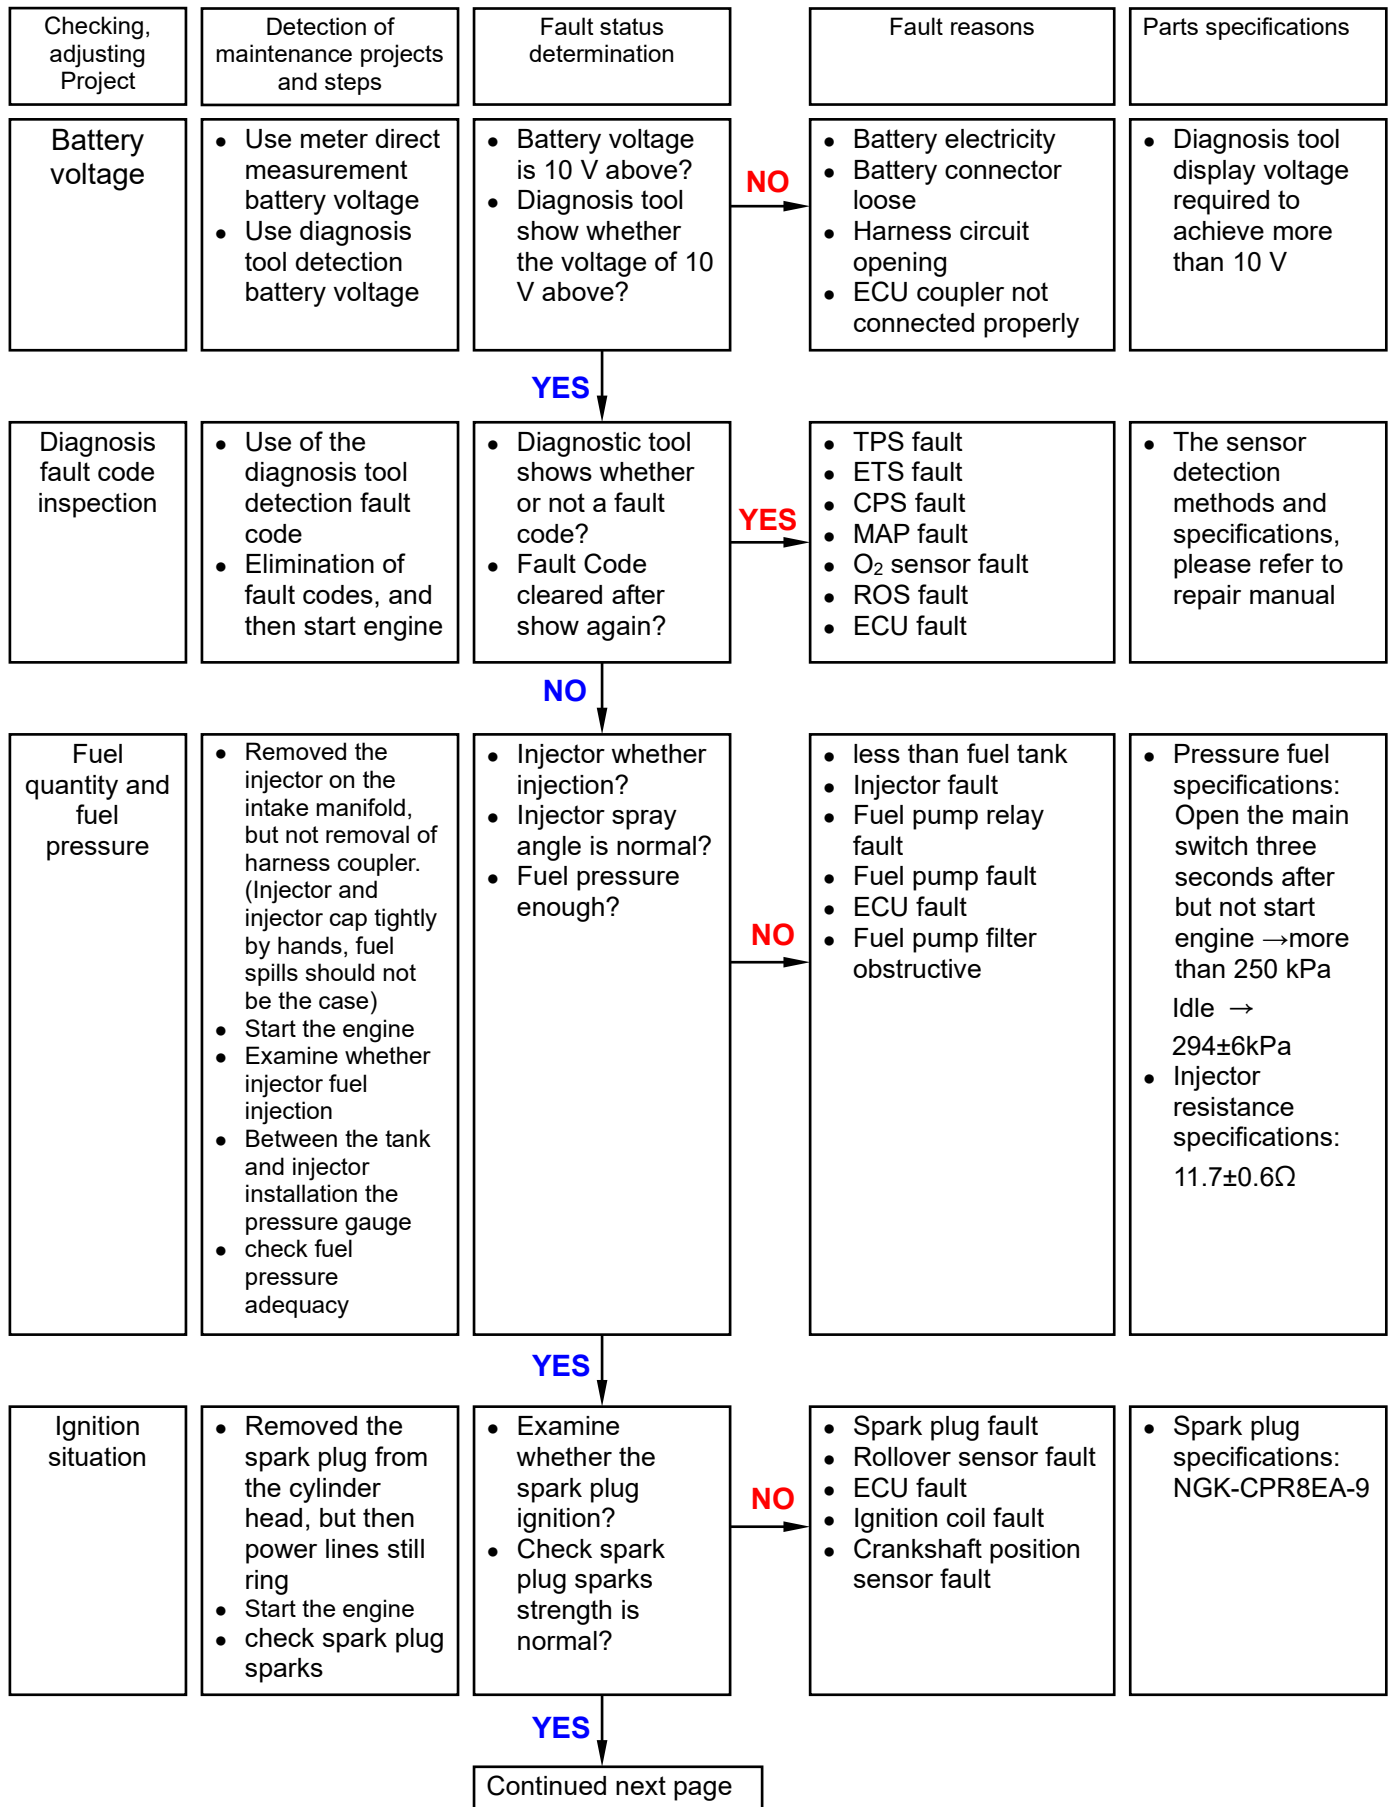 Checking,
adjusting
Project
Detection of
maintenance projects
and steps
Fault status
determination
Fault reasons
Parts specifications
Battery
voltage
● Use meter direct
measurement
battery voltage
● Use diagnosis
tool detection
battery voltage
● Battery voltage
is 10 V above?
● Diagnosis tool
show whether
the voltage of 10
V above?
NO
● Battery electricity
● Battery connector
loose
● Harness circuit
opening
● ECU coupler not
connected properly
● Diagnosis tool
display voltage
required to
achieve more
than 10 V
YES
Diagnosis
fault code
inspection
● Use of the
diagnosis tool
detection fault
code
● Elimination of
fault codes, and
then start engine
● Diagnostic tool
shows whether
or not a fault
code?
● Fault Code
cleared after
show again?
YES
● TPS fault
● ETS fault
● CPS fault
● MAP fault
● O₂ sensor fault
● ROS fault
● ECU fault
● The sensor
detection
methods and
specifications,
please refer to
repair manual
NO
Fuel
quantity and
fuel
pressure
● Removed the
injector on the
intake manifold,
but not removal of
harness coupler.
(Injector and
injector cap tightly
by hands, fuel
spills should not
be the case)
● Start the engine
● Examine whether
injector fuel
injection
● Between the tank
and injector
installation the
pressure gauge
● check fuel
pressure
adequacy
● Injector whether
injection?
● Injector spray
angle is normal?
● Fuel pressure
enough?
NO
● less than fuel tank
● Injector fault
● Fuel pump relay
fault
● Fuel pump fault
● ECU fault
● Fuel pump filter
obstructive
● Pressure fuel
specifications:
Open the main
switch three
seconds after
but not start
engine →more
than 250 kPa
Idle →
294±6kPa
● Injector
resistance
specifications:
11.7±0.6Ω
YES
Ignition
situation
● Removed the
spark plug from
the cylinder
head, but then
power lines still
ring
● Start the engine
● check spark plug
sparks
● Examine
whether the
spark plug
ignition?
● Check spark
plug sparks
strength is
normal?
NO
● Spark plug fault
● Rollover sensor fault
● ECU fault
● Ignition coil fault
● Crankshaft position
sensor fault
● Spark plug
specifications:
NGK-CPR8EA-9
YES
Continued next page